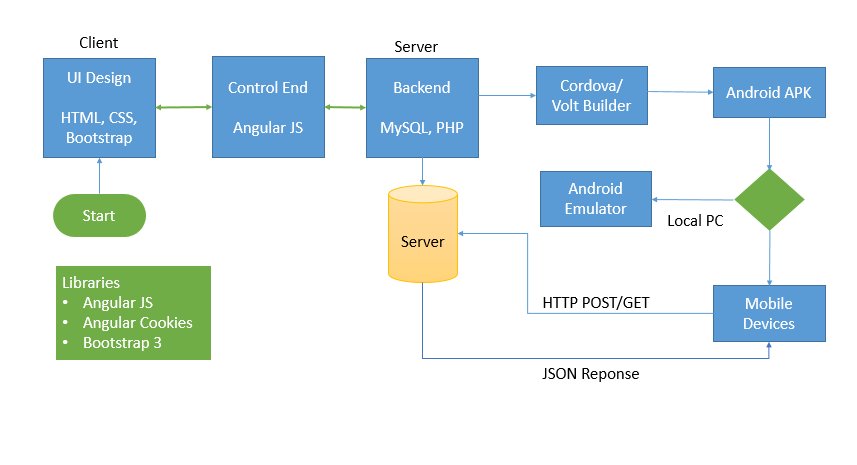 Client
Server
UI Design
HTML, CSS,
Bootstrap
Control End
Angular JS
Backend
MySQL, PHP
Cordova/
Volt Builder
Android APK
Start
Server
Android
Emulator
Local PC
Libraries
• Angular JS
• Angular Cookies
• Bootstrap 3
HTTP POST/GET
Mobile
Devices
JSON Reponse